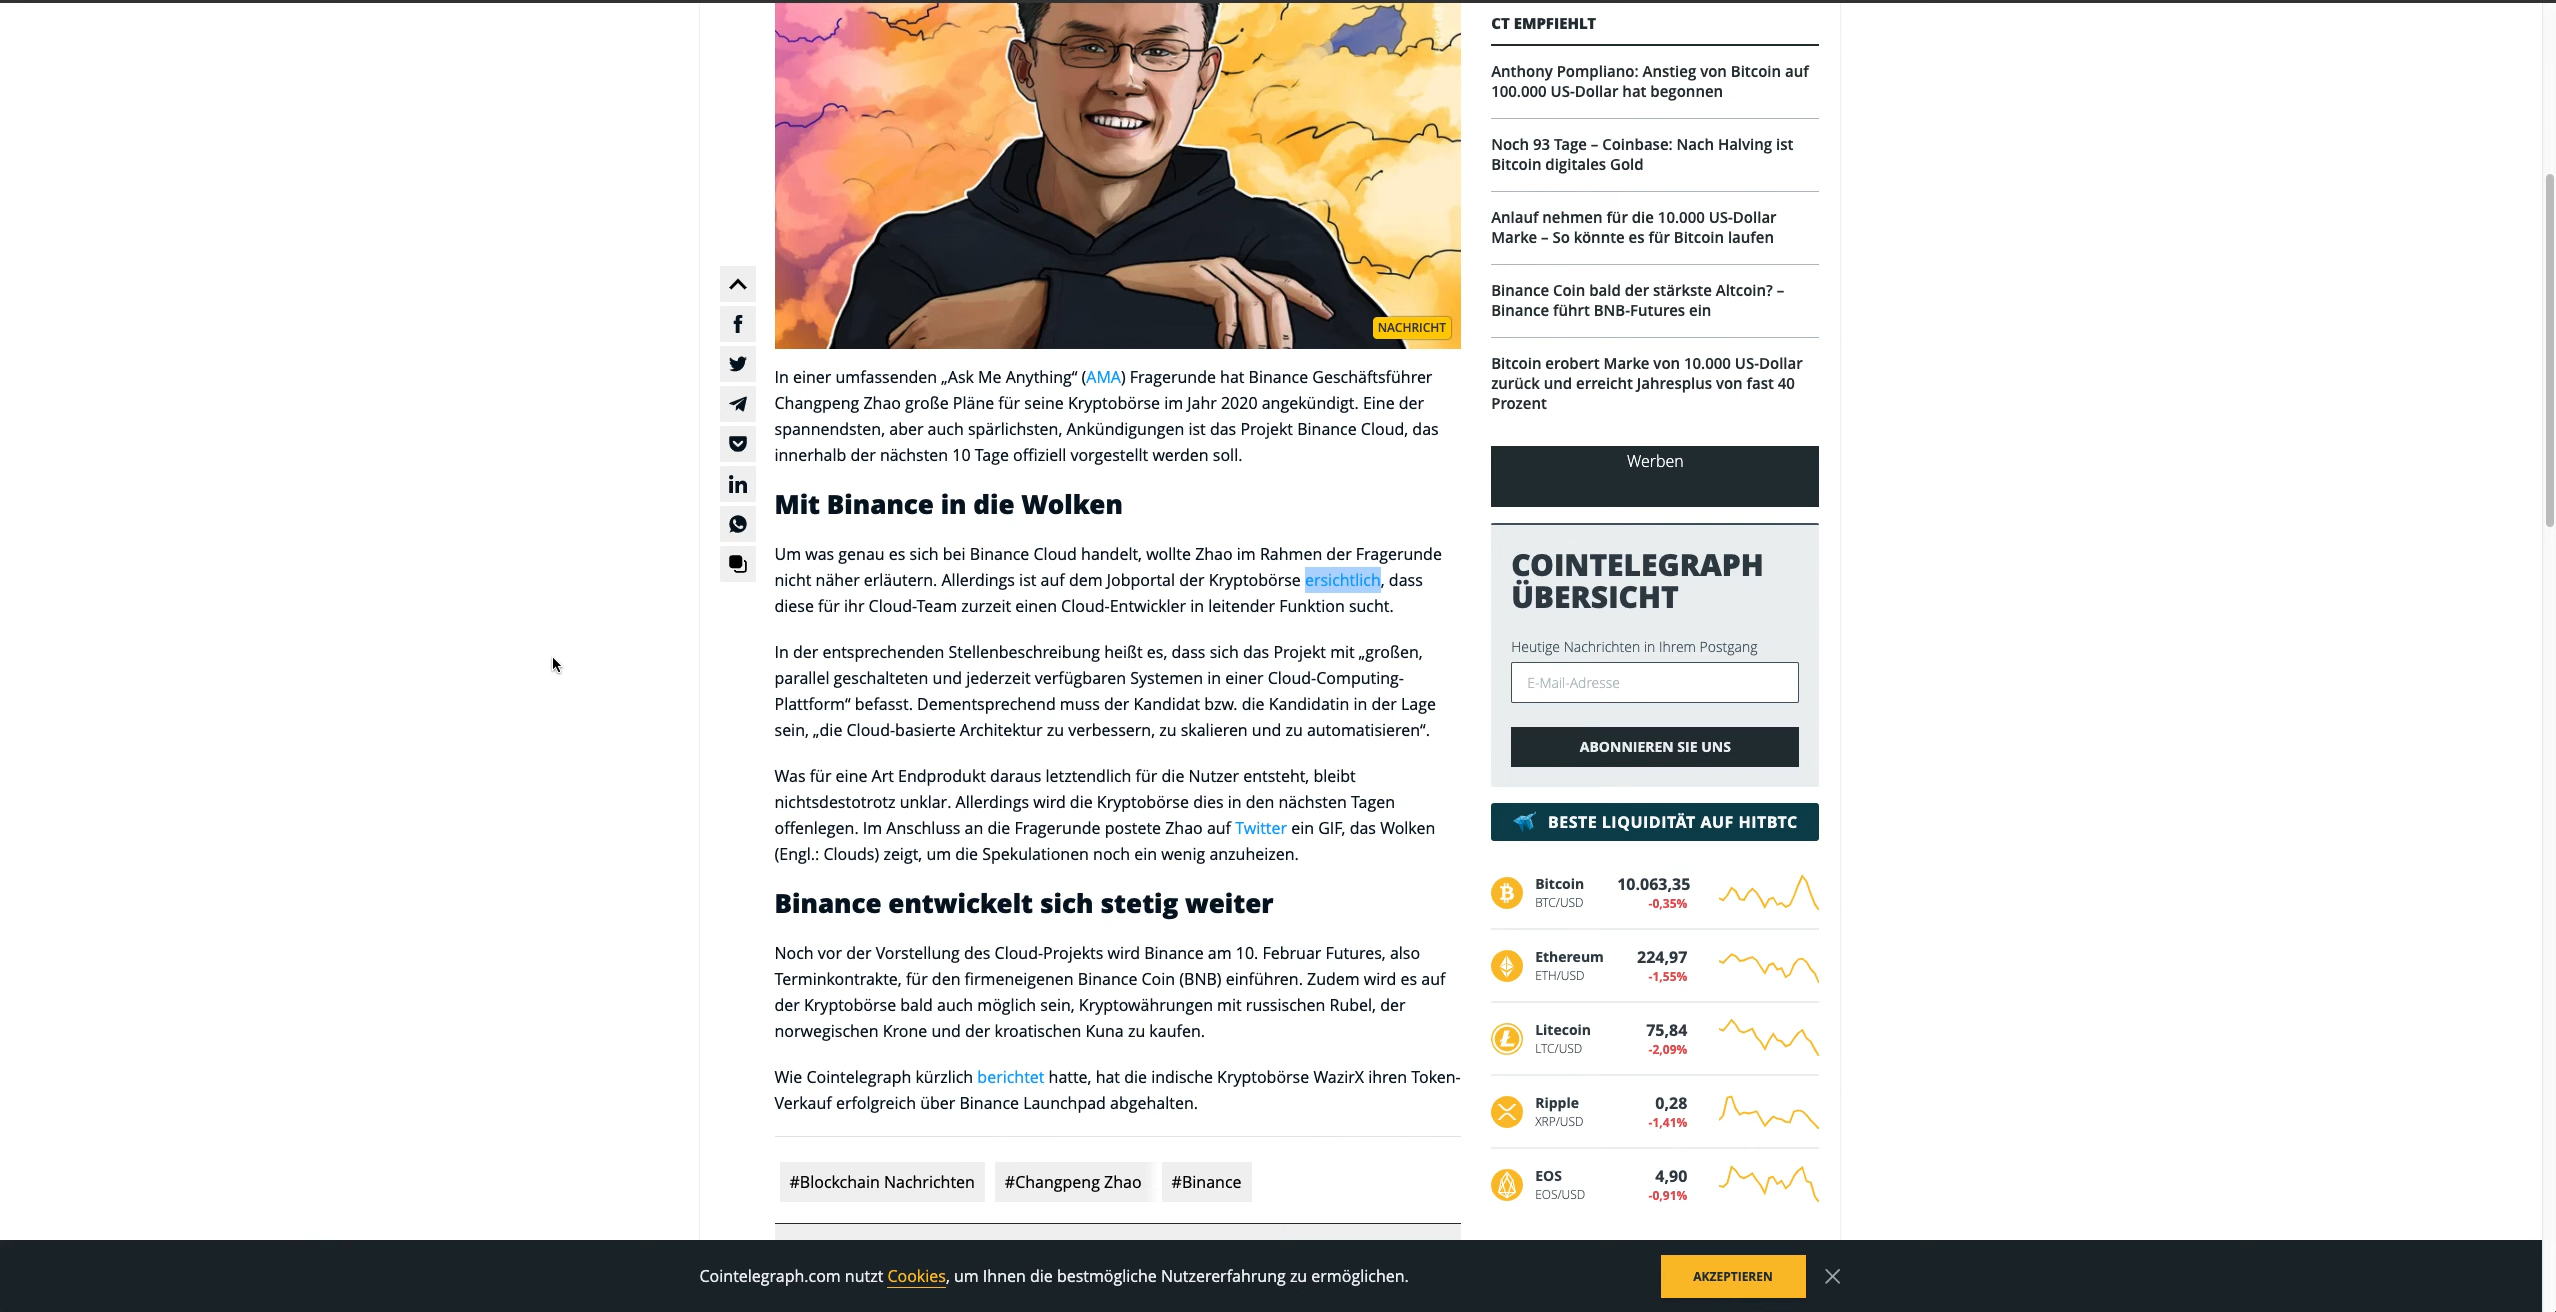 NACHRICHT
In einer umfassenden „Ask Me Anything“ (AMA) Fragerunde hat Binance Geschäftsführer
Changpeng Zhao große Pläne für seine Kryptobörse im Jahr 2020 angekündigt. Eine der
spannendsten, aber auch spärlichsten, Ankündigungen ist das Projekt Binance Cloud, das
innerhalb der nächsten 10 Tage offiziell vorgestellt werden soll.
Mit Binance in die Wolken
Um was genau es sich bei Binance Cloud handelt, wollte Zhao im Rahmen der Fragerunde
nicht näher erläutern. Allerdings ist auf dem Jobportal der Kryptobörse ersichtlich, dass
diese für ihr Cloud-Team zurzeit einen Cloud-Entwickler in leitender Funktion sucht.
In der entsprechenden Stellenbeschreibung heißt es, dass sich das Projekt mit „großen,
parallel geschalteten und jederzeit verfügbaren Systemen in einer Cloud-Computing-
Plattform“ befasst. Dementsprechend muss der Kandidat bzw. die Kandidatin in der Lage
sein, „die Cloud-basierte Architektur zu verbessern, zu skalieren und zu automatisieren“.
Was für eine Art Endprodukt daraus letztendlich für die Nutzer entsteht, bleibt
nichtsdestotrotz unklar. Allerdings wird die Kryptobörse dies in den nächsten Tagen
offenlegen. Im Anschluss an die Fragerunde postete Zhao auf Twitter ein GIF, das Wolken
(Engl.: Clouds) zeigt, um die Spekulationen noch ein wenig anzuheizen.
Binance entwickelt sich stetig weiter
Noch vor der Vorstellung des Cloud-Projekts wird Binance am 10. Februar Futures, also
Terminkontrakte, für den firmeneigenen Binance Coin (BNB) einführen. Zudem wird es auf
der Kryptobörse bald auch möglich sein, Kryptowährungen mit russischen Rubel, der
norwegischen Krone und der kroatischen Kuna zu kaufen.
Wie Cointelegraph kürzlich berichtet hatte, hat die indische Kryptobörse WazirX ihren Token-
Verkauf erfolgreich über Binance Launchpad abgehalten.
#Blockchain Nachrichten #Changpeng Zhao #Binance
CT EMPFIEHLT
Anthony Pompliano: Anstieg von Bitcoin auf
100.000 US-Dollar hat begonnen
Noch 93 Tage – Coinbase: Nach Halving ist
Bitcoin digitales Gold
Anlauf nehmen für die 10.000 US-Dollar
Marke – So könnte es für Bitcoin laufen
Binance Coin bald der stärkste Altcoin? –
Binance führt BNB-Futures ein
Bitcoin erobert Marke von 10.000 US-Dollar
zurück und erreicht Jahresplus von fast 40
Prozent
Werben
COINTELEGRAPH
ÜBERSICHT
Heutige Nachrichten in Ihrem Postgang
E-Mail-Adresse
ABONNIEREN SIE UNS
BESTE LIQUIDITÄT AUF HITBTC
Bitcoin 10.063,35
BTC/USD -0,35%
Ethereum 224,97
ETH/USD -1,55%
Litecoin 75,84
LTC/USD -2,09%
Ripple 0,28
XRP/USD -1,41%
EOS 4,90
EOS/USD -0,91%
Cointelegraph.com nutzt Cookies, um Ihnen die bestmögliche Nutzererfahrung zu ermöglichen.
AKZEPTIEREN